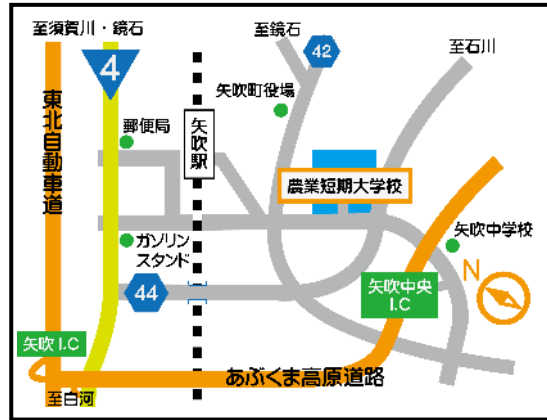 至須賀川・鏡石
至鏡石
至石川
4
42
矢吹町役場
東北自動車道
郵便局
矢吹駅
農業短期大学校
矢吹中学校
ガソリン
スタンド
N
44
矢吹中央
I.C
矢吹 I.C
あぶくま高原道路
至白河